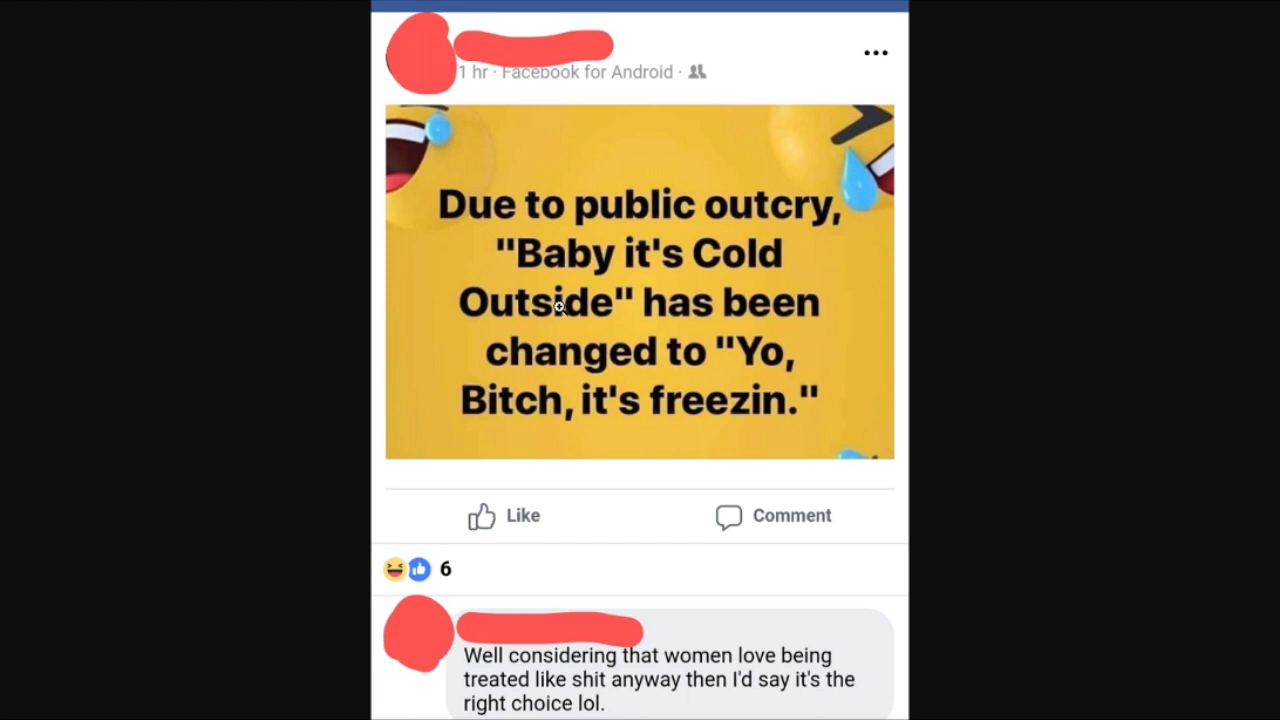 1 hr · Facebook for Android ·
Due to public outcry,
"Baby it's Cold
Outside" has been
changed to "Yo,
Bitch, it's freezin."
Like Comment
6
Well considering that women love being
treated like shit anyway then I'd say it's the
right choice lol.